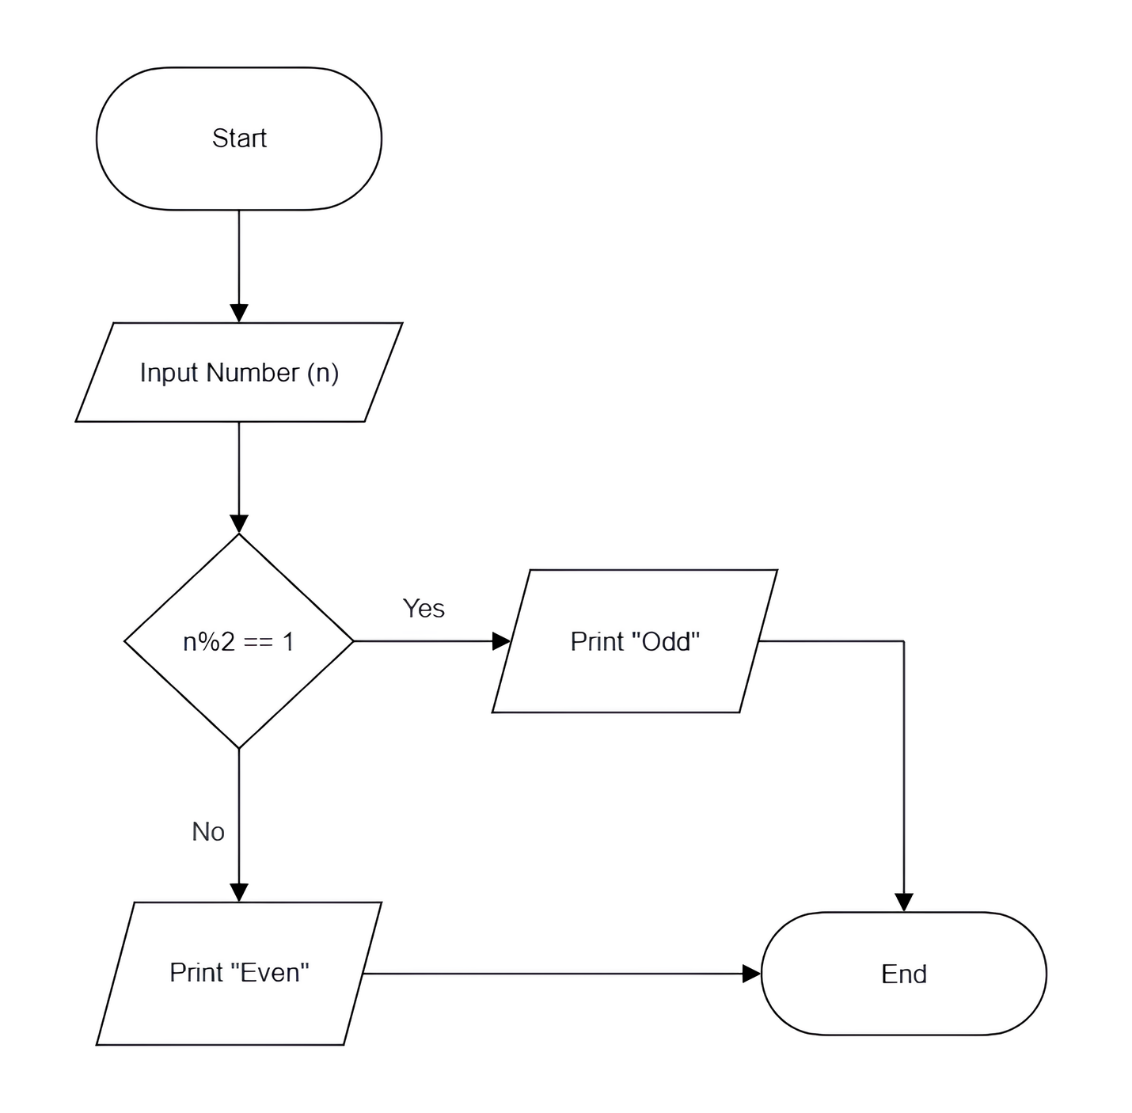 Start
Input Number (n)
n%2 == 1
Yes
Print "Odd"
No
Print "Even"
End